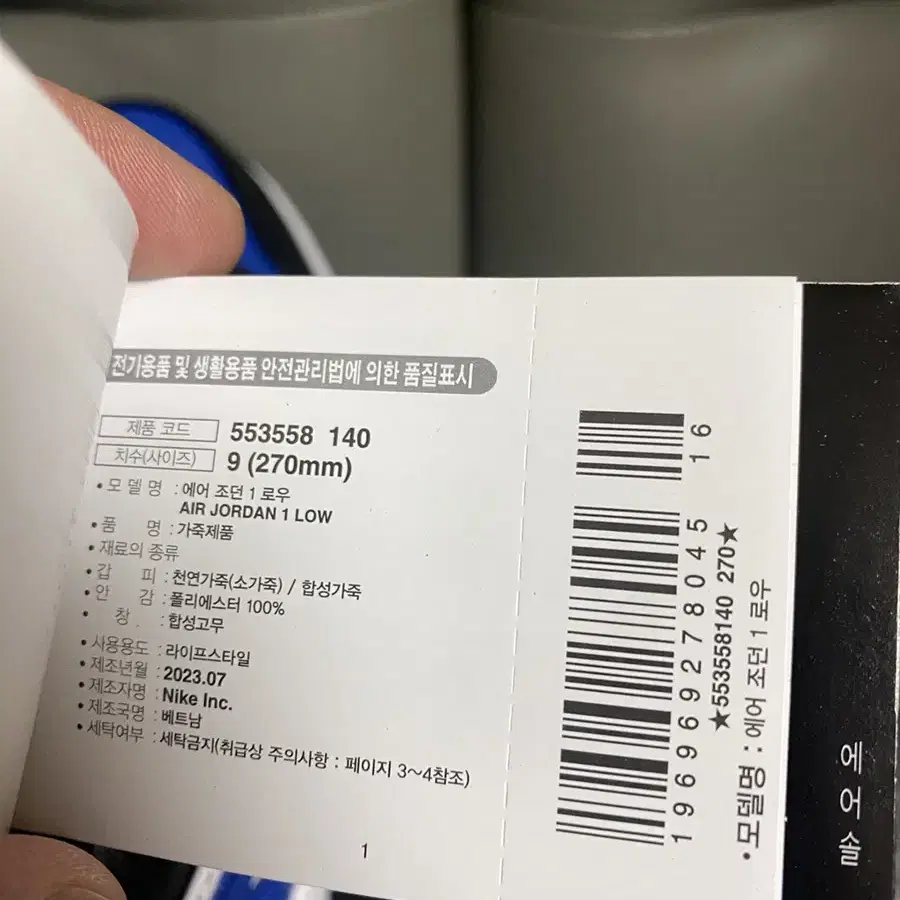 전기용품 및 생활용품 안전관리법에 의한 품질표시
제품 코드 553558 140
치수(사이즈) 9 (270mm)
• 모 델 명 : 에어 조던 1 로우
AIR JORDAN 1 LOW
• 품 명 : 가죽제품
• 재료의 종류
• 갑 피 : 천연가죽(소가죽) / 합성가죽
• 안 감 : 폴리에스터 100%
• 창 : 합성고무
• 사용용도 : 라이프스타일
• 제조년월 : 2023.07
• 제조자명 : Nike Inc.
• 제조국명 : 베트남
• 세탁여부 : 세탁금지(취급상 주의사항 : 페이지 3~4참조)
1
16
196969278045
★553558140 270★
• 모델명 : 에어 조던 1 로우
에어솔